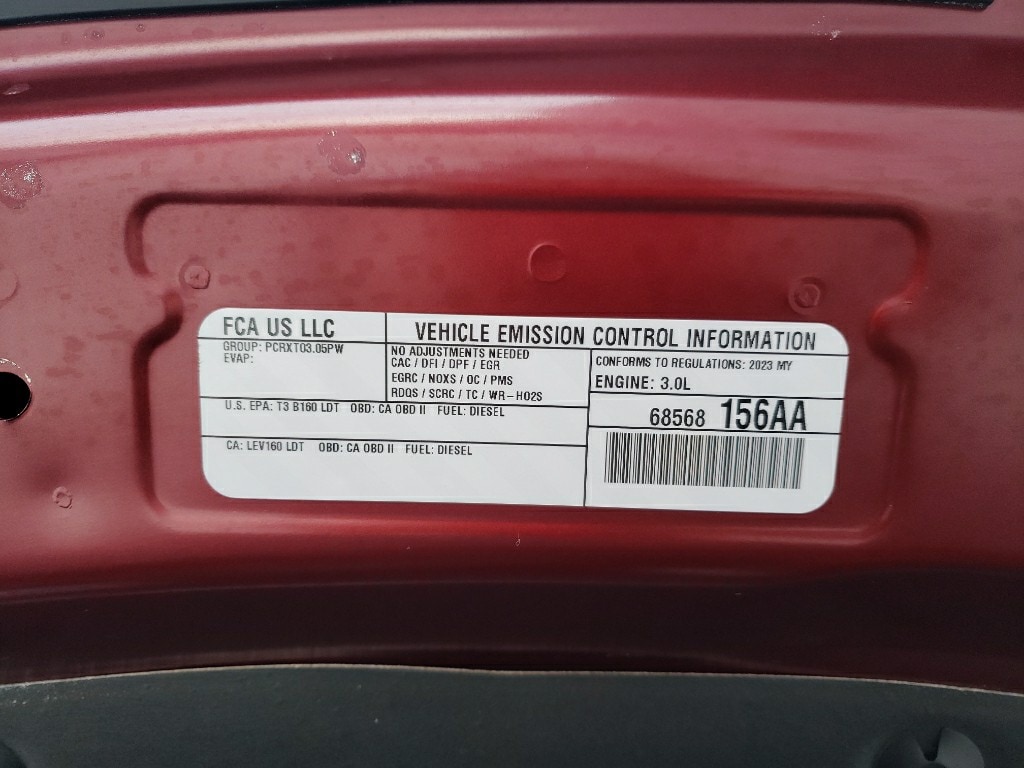 FCA US LLC
GROUP: PCRXT03.05PW
EVAP:
VEHICLE EMISSION CONTROL INFORMATION
NO ADJUSTMENTS NEEDED
CAC / DFI / DPF / EGR
EGRC / NOXS / OC / PMS
RDQS / SCRC / TC / WR-HO2S
CONFORMS TO REGULATIONS: 2023 MY
ENGINE: 3.0L
68568 156AA
U.S. EPA: T3 B160 LDT OBD: CA OBD II FUEL: DIESEL
CA: LEV160 LDT OBD: CA OBD II FUEL: DIESEL